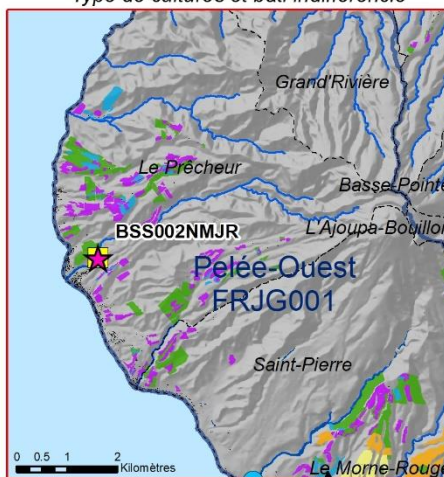 Type de cultures et bâti indifférencié
Grand'Rivière
Le Prêcheur
Basse-Pointe
BSS002NMJR
L'Ajoupa-Bouillon
Pelée-Ouest
FRJG001
Saint-Pierre
0 0.5 1 2
Kilomètres
Le Morne-Rouge